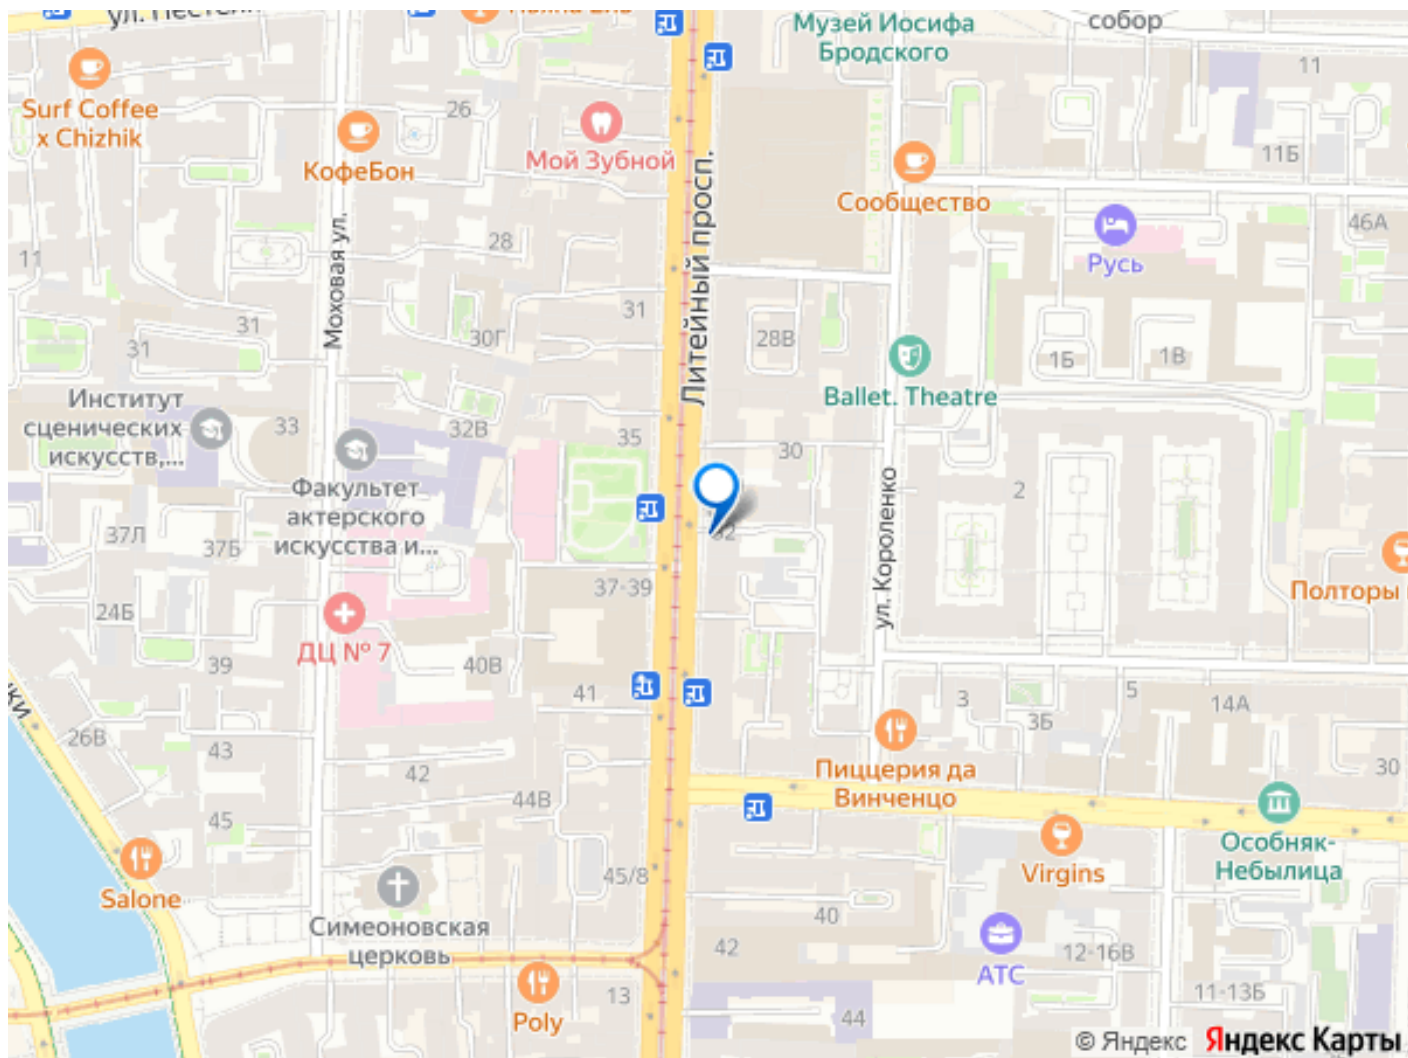 ул. Пестеля
собор
Музей Иосифа
Бродского
11
Surf Coffee
x Chizhik
26
КофеБон
Мой Зубной
Литейный просп.
11Б
Сообщество
46А
Русь
11
28
Моховая ул.
31
31
31
30Г
28В
1Б
1В
Ballet. Theatre
Институт
сценических
искусств,...
33
32В
35
30
Факультет
актерского
искусства и...
2
37Л
37Б
32
ул. Короленко
37-39
Полторы
24Б
ДЦ № 7
39
40В
41
3
3Б
5
14А
ки
26В
43
42
44В
Пиццерия да
Винченцо
30
45
Особняк-
Небылица
Virgins
Salone
45/8
40
Симеоновская
церковь
42
АТС
12-16В
13
Poly
44
11-13Б
© Яндекс Яндекс Карты